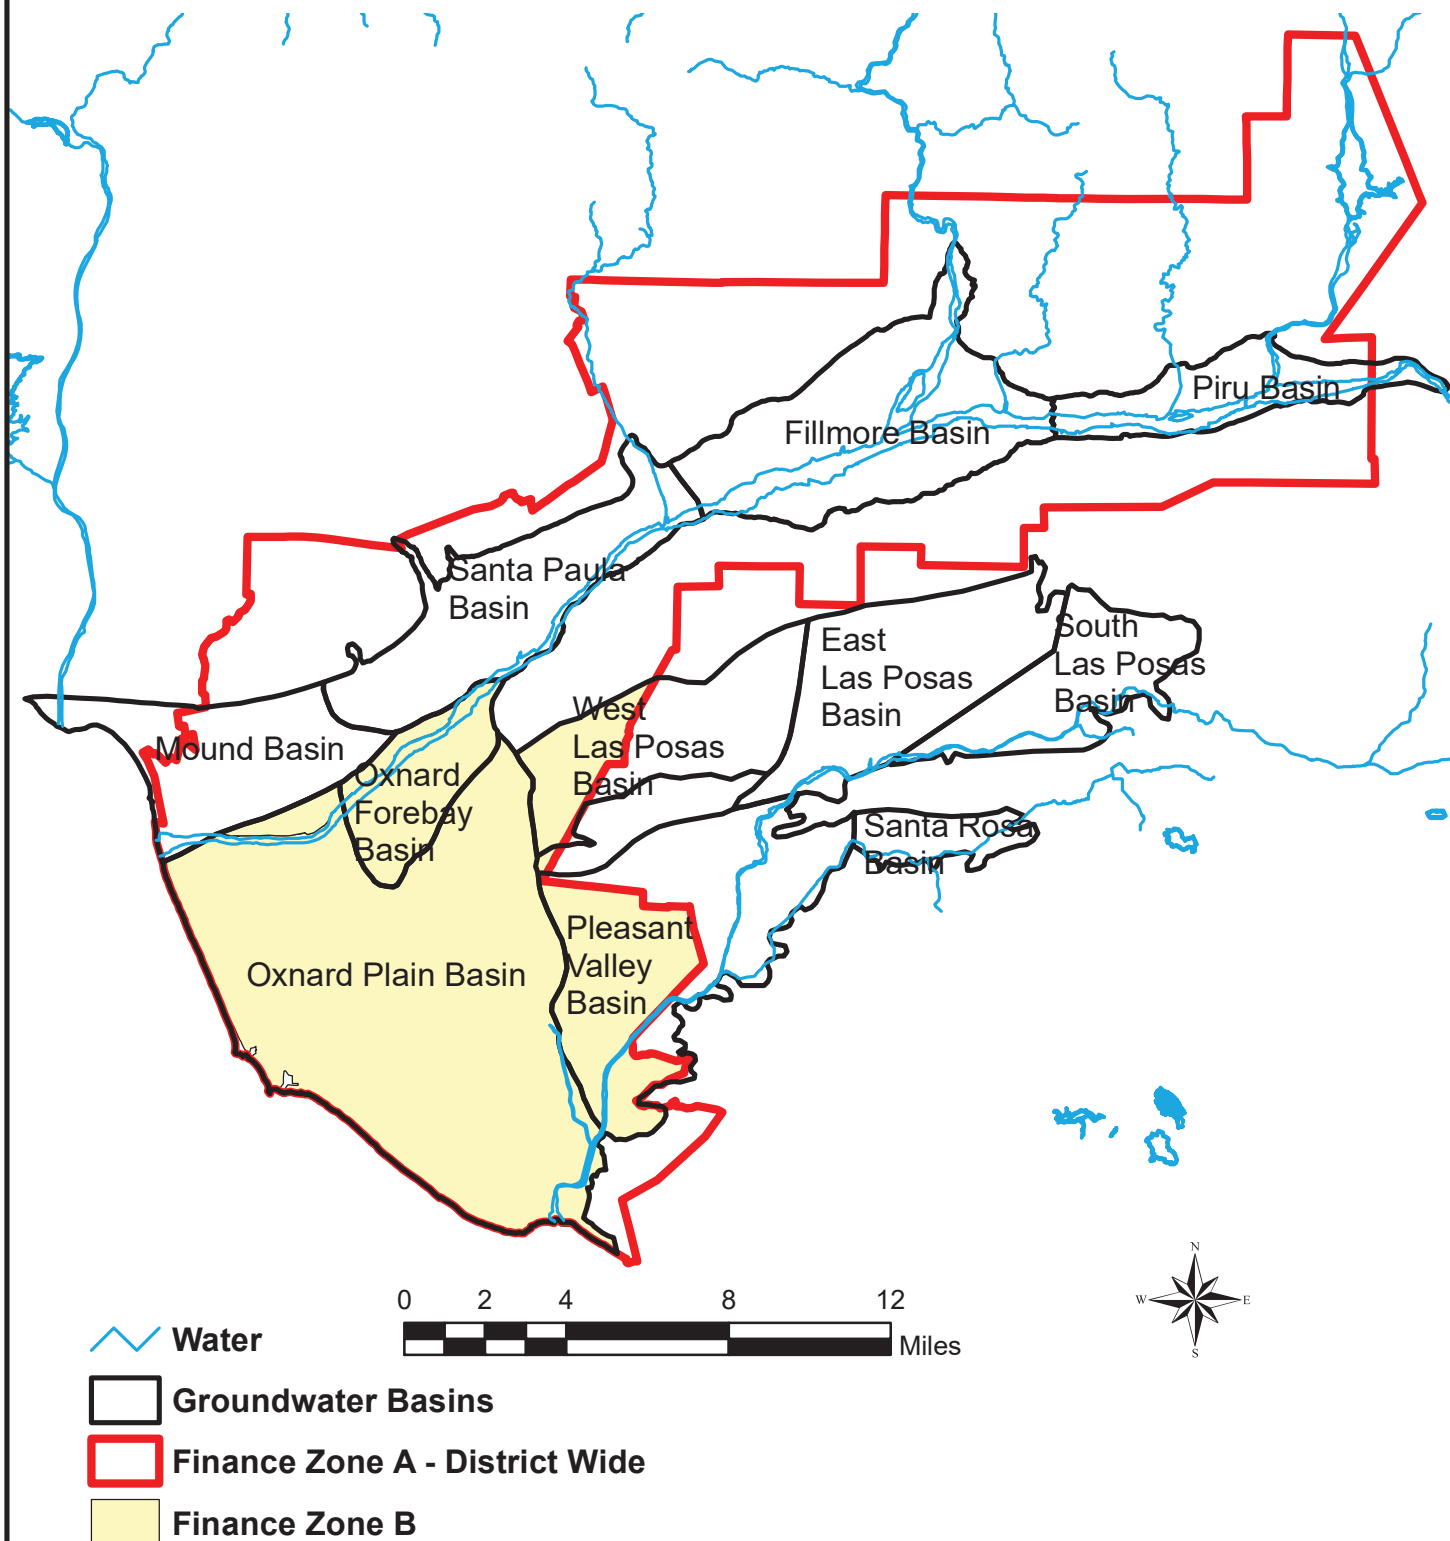 Piru Basin
Fillmore Basin
Santa Paula
Basin
South
Las Posas
Basin
East
Las Posas
Basin
West
Las Posas
Basin
Mound Basin
Oxnard
Forebay
Basin
Santa Rosa
Basin
Pleasant
Valley
Basin
Oxnard Plain Basin
N
W E
S
0 2 4 8 12
Miles
Water
Groundwater Basins
Finance Zone A - District Wide
Finance Zone B